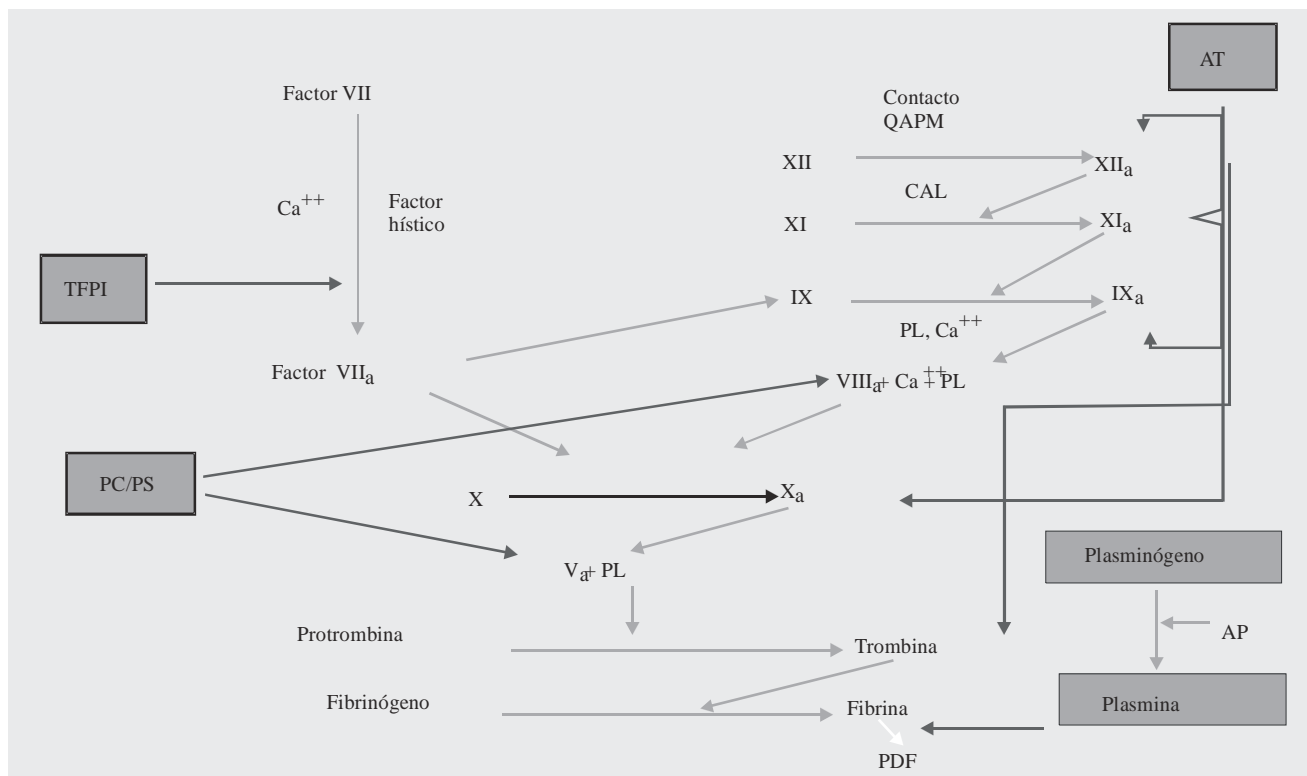 AT
Factor VII
Contacto
QAPM
XII
XIIa
Ca++
Factor
hístico
CAL
XI
XIa
TFPI
IX
IXa
PL, Ca++
Factor VIIa
VIIIa+ Ca++ + PL
PC/PS
X
Xa
Va+ PL
Plasminógeno
AP
Protrombina
Trombina
Fibrinógeno
Fibrina
Plasmina
PDF